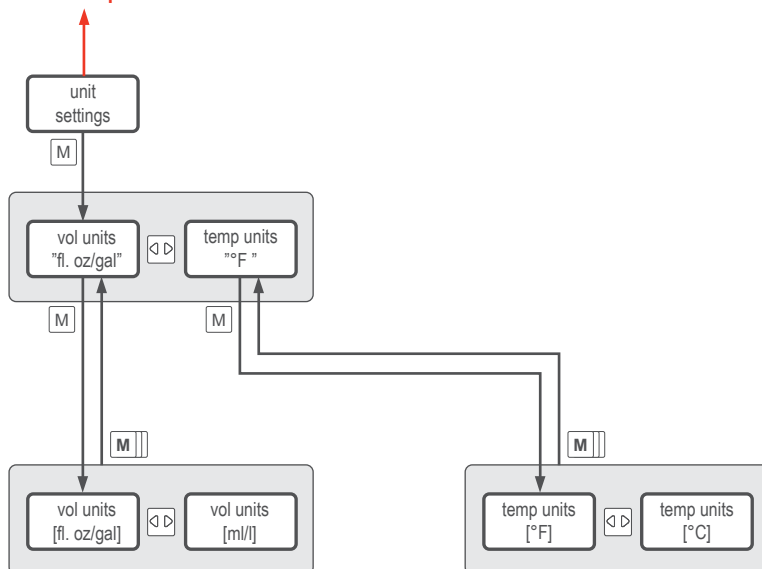 unit
settings
M
vol units
"fl. oz/gal"
temp units
"°F "
M
M
M
M
vol units
[fl. oz/gal]
vol units
[ml/l]
temp units
[°F]
temp units
[°C]